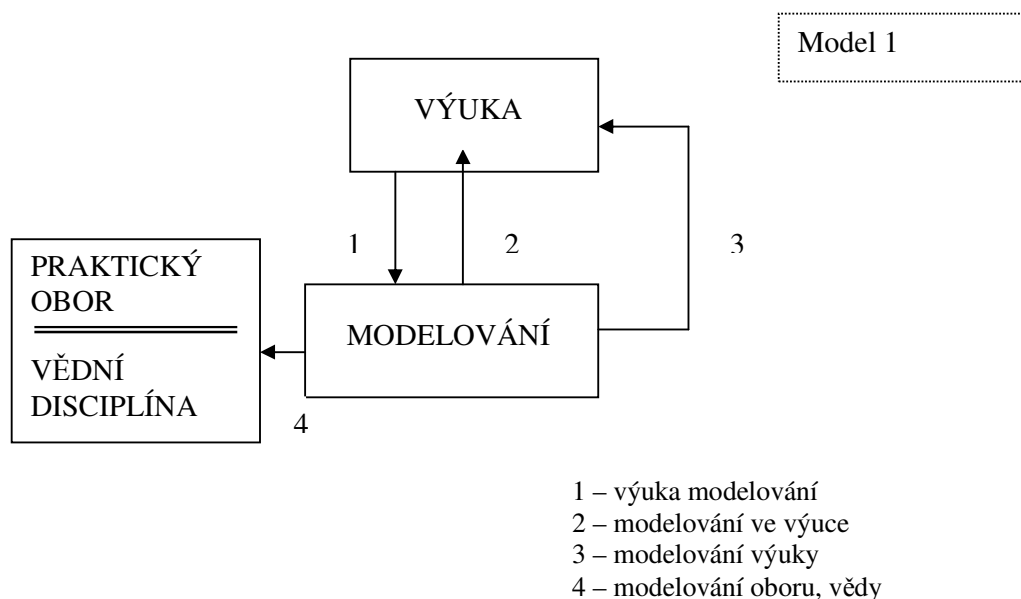 Model 1
VÝUKA
1
2
3
PRAKTICKÝ
OBOR
VĚDNÍ
DISCIPLÍNA
MODELOVÁNÍ
4
1 – výuka modelování
2 – modelování ve výuce
3 – modelování výuky
4 – modelování oboru, vědy